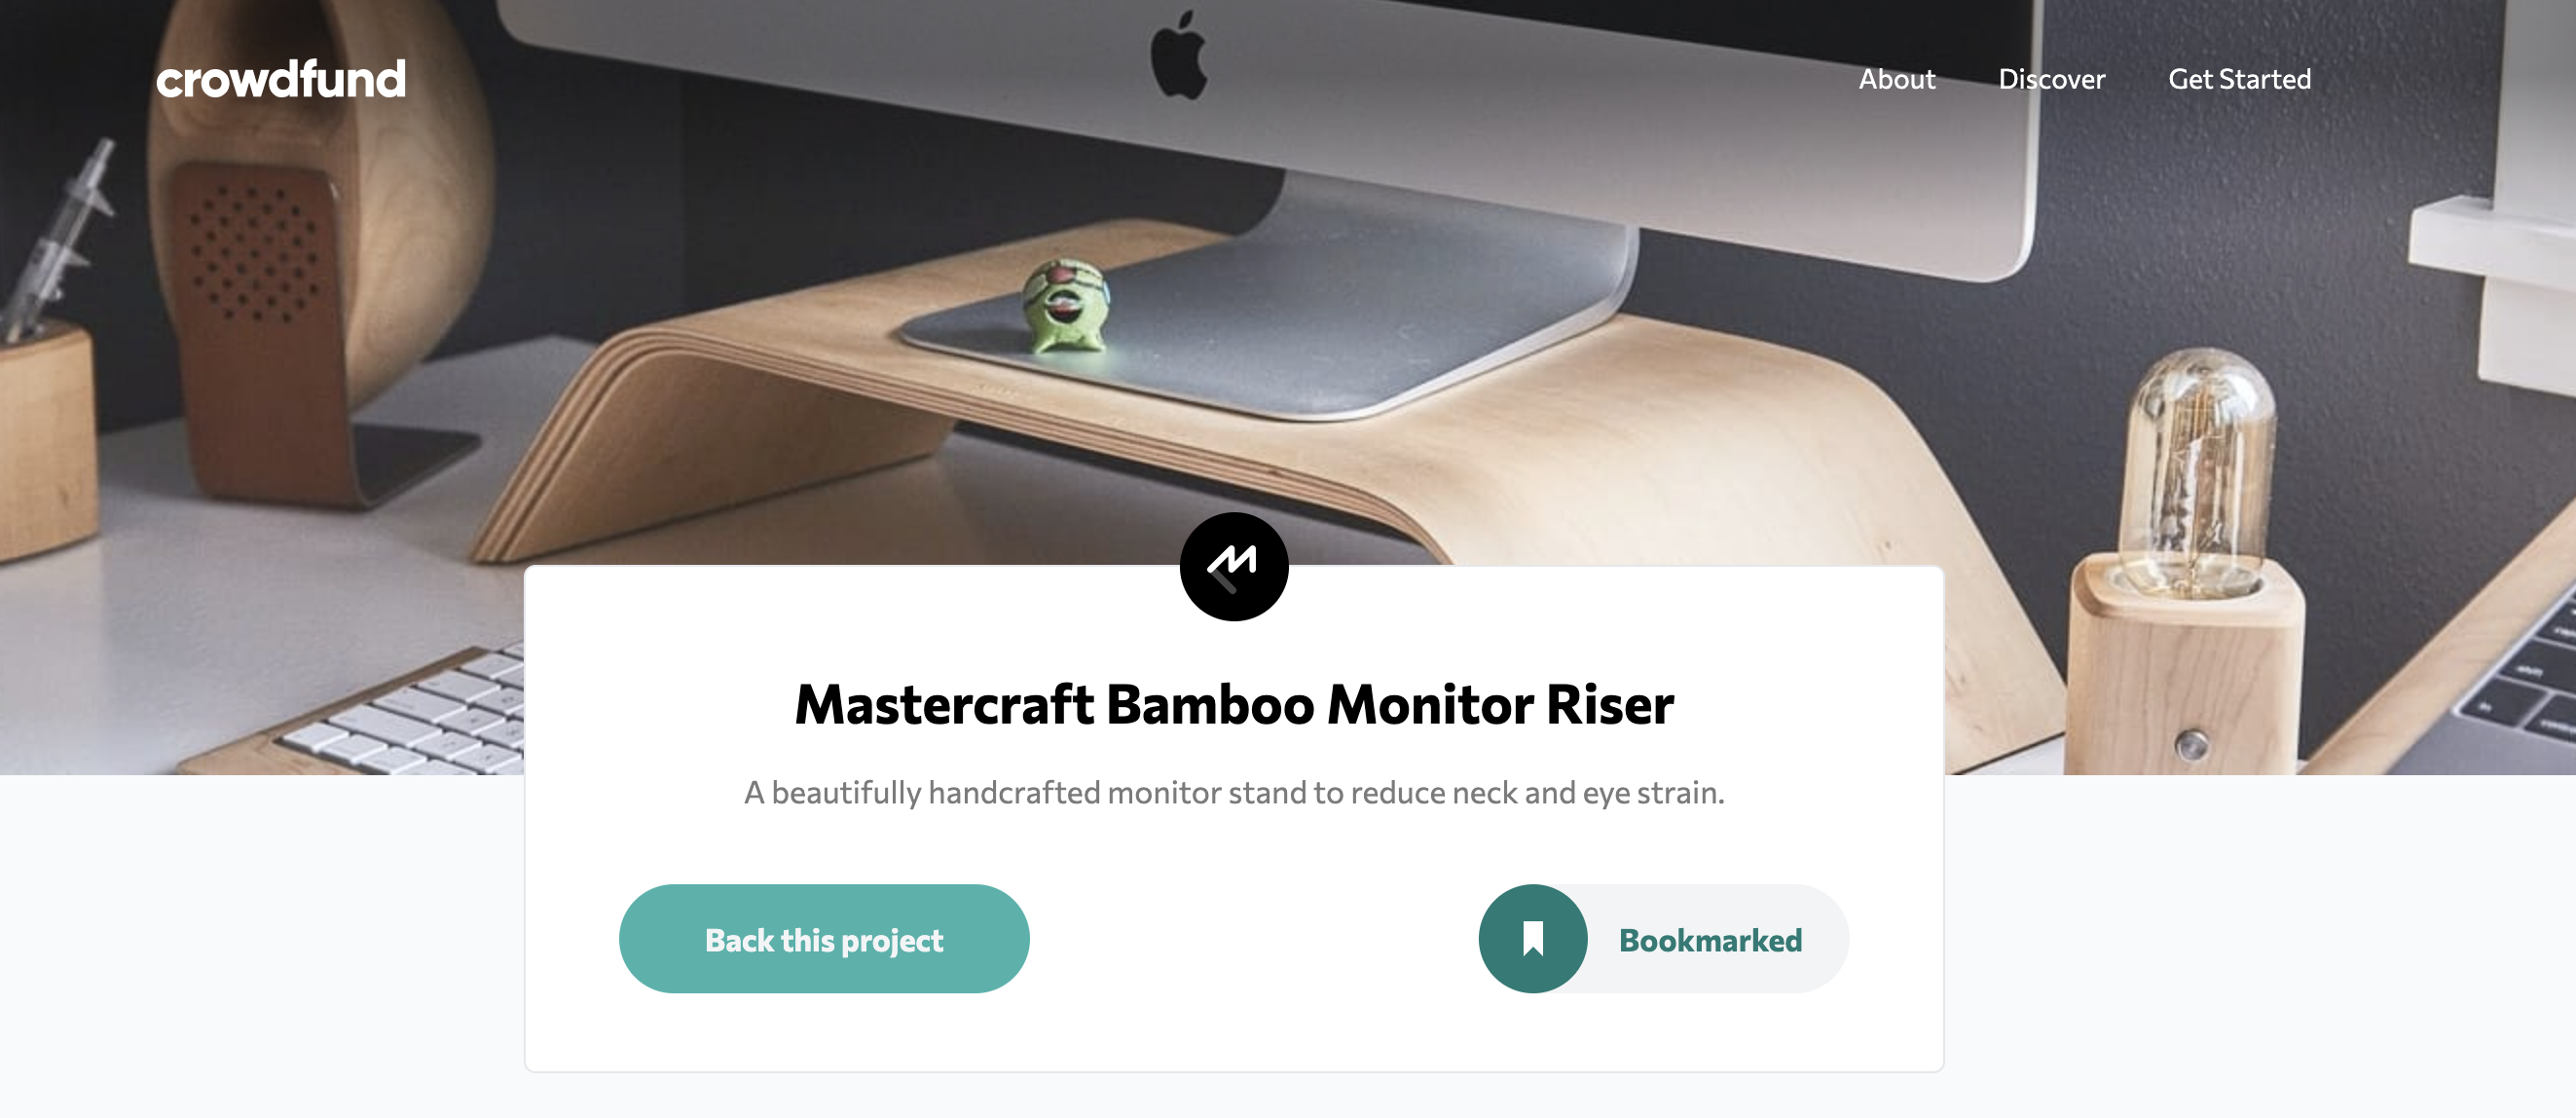 crowdfund
About
Discover
Get Started
Mastercraft Bamboo Monitor Riser
A beautifully handcrafted monitor stand to reduce neck and eye strain.
Back this project
Bookmarked